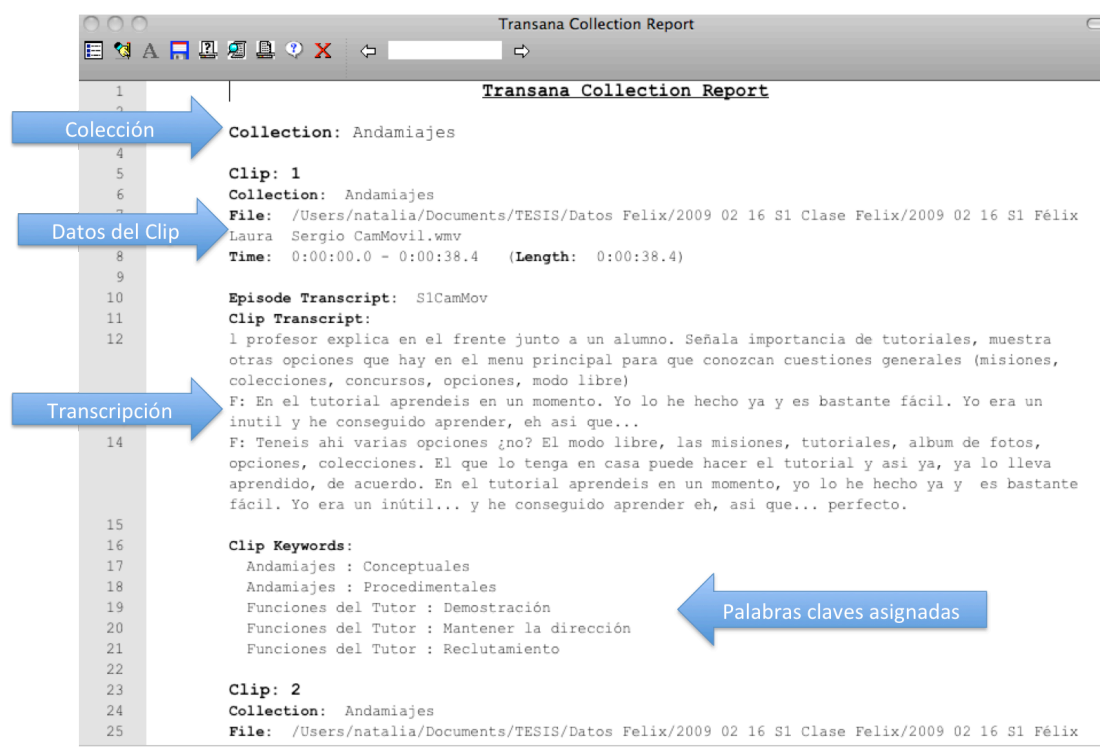 Transana Collection Report
1 Transana Collection Report
2
Colección
Collection: Andamiajes
4
5 Clip: 1
6 Collection: Andamiajes
File: /Users/natalia/Documents/TESIS/Datos Felix/2009 02 16 S1 Clase Felix/2009 02 16 S1 Félix
Datos del Clip
Laura Sergio CamMovil.wmv
8 Time: 0:00:00.0 - 0:00:38.4 (Length: 0:00:38.4)
9
10 Episode Transcript: S1CamMov
11 Clip Transcript:
12 l profesor explica en el frente junto a un alumno. Señala importancia de tutoriales, muestra
otras opciones que hay en el menu principal para que conozcan cuestiones generales (misiones,
colecciones, concursos, opciones, modo libre)
Transcripción
F: En el tutorial aprendeis en un momento. Yo lo he hecho ya y es bastante fácil. Yo era un
inutil y he conseguido aprender, eh asi que...
14 F: Teneis ahi varias opciones ¿no? El modo libre, las misiones, tutoriales, album de fotos,
opciones, colecciones. El que lo tenga en casa puede hacer el tutorial y asi ya, ya lo lleva
aprendido, de acuerdo. En el tutorial aprendeis en un momento, yo lo he hecho ya y es bastante
fácil. Yo era un inútil... y he conseguido aprender eh, asi que... perfecto.
15
16 Clip Keywords:
17 Andamiajes : Conceptuales
18 Andamiajes : Procedimentales
19 Funciones del Tutor : Demostración
Palabras claves asignadas
20 Funciones del Tutor : Mantener la dirección
21 Funciones del Tutor : Reclutamiento
22
23 Clip: 2
24 Collection: Andamiajes
25 File: /Users/natalia/Documents/TESIS/Datos Felix/2009 02 16 S1 Clase Felix/2009 02 16 S1 Félix